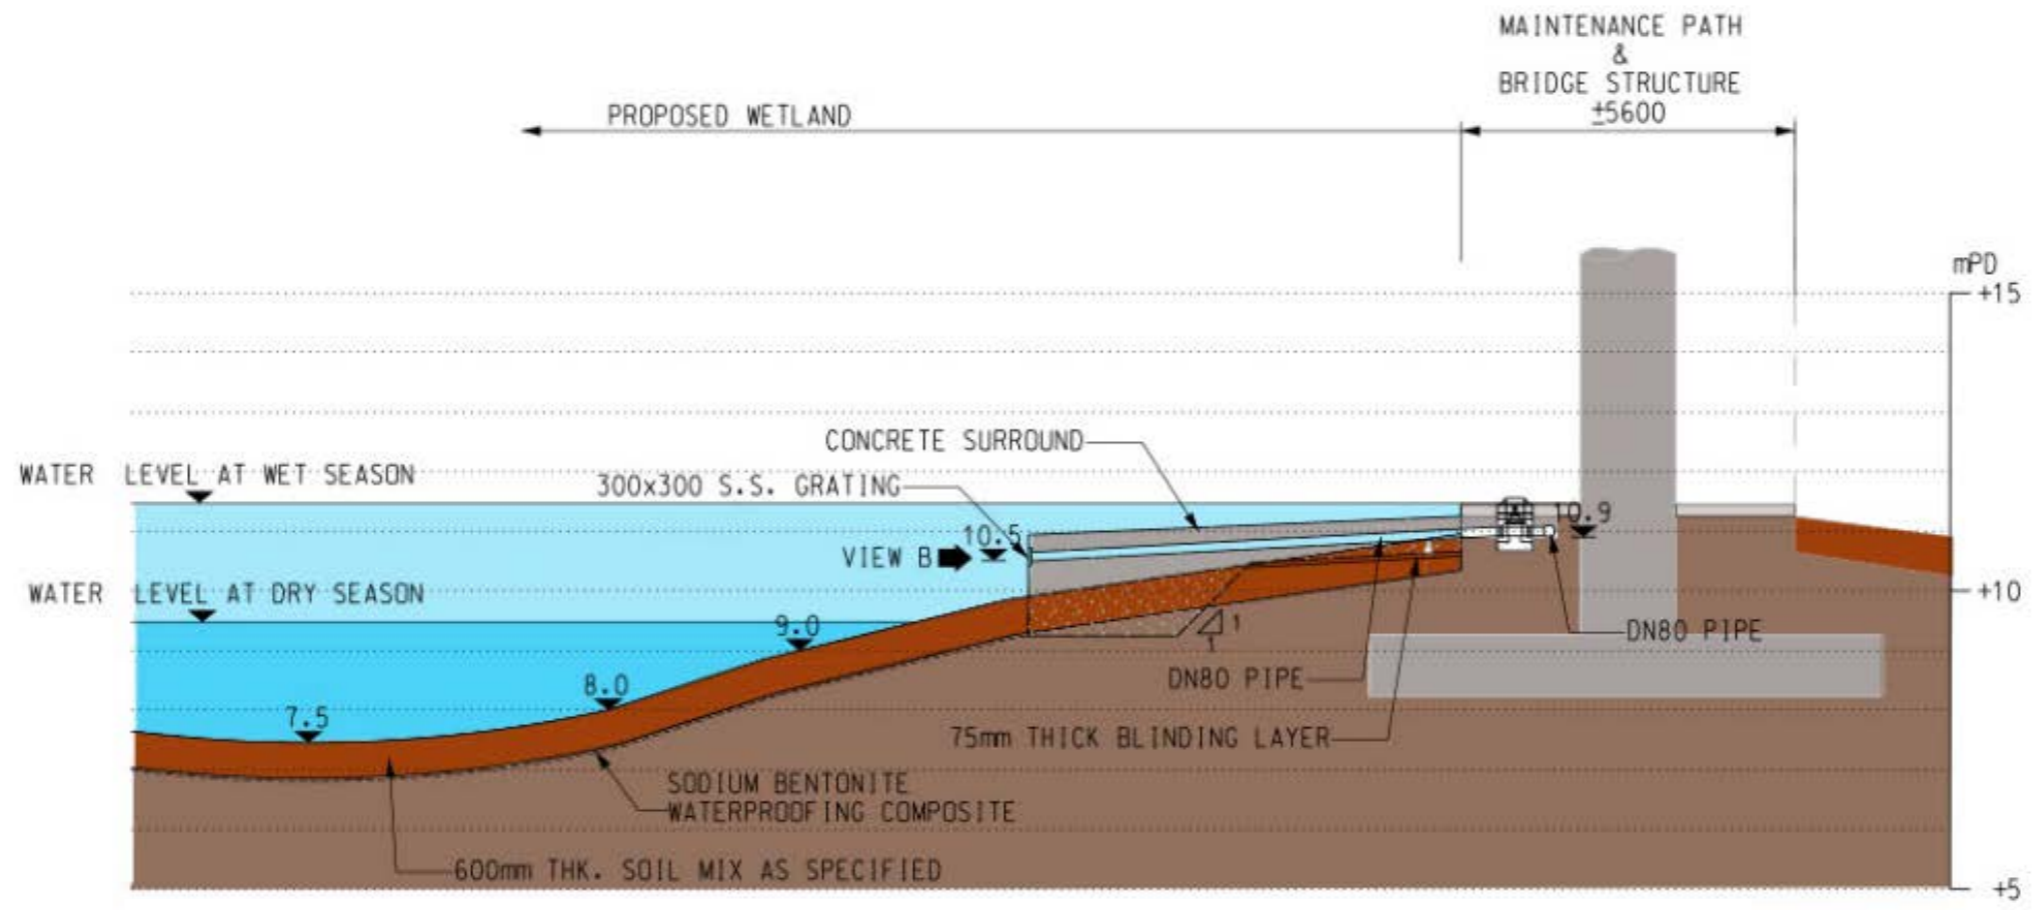 MAINTENANCE PATH
&
BRIDGE STRUCTURE
±5600
PROPOSED WETLAND
mPD
+15
CONCRETE SURROUND
WATER LEVEL AT WET SEASON
300x300 S.S. GRATING
10.5
10.9
VIEW B
WATER LEVEL AT DRY SEASON
+10
9.0
1
1
DN80 PIPE
DN80 PIPE
8.0
7.5
75mm THICK BLINDING LAYER
SODIUM BENTONITE
WATERPROOFING COMPOSITE
600mm THK. SOIL MIX AS SPECIFIED
+5